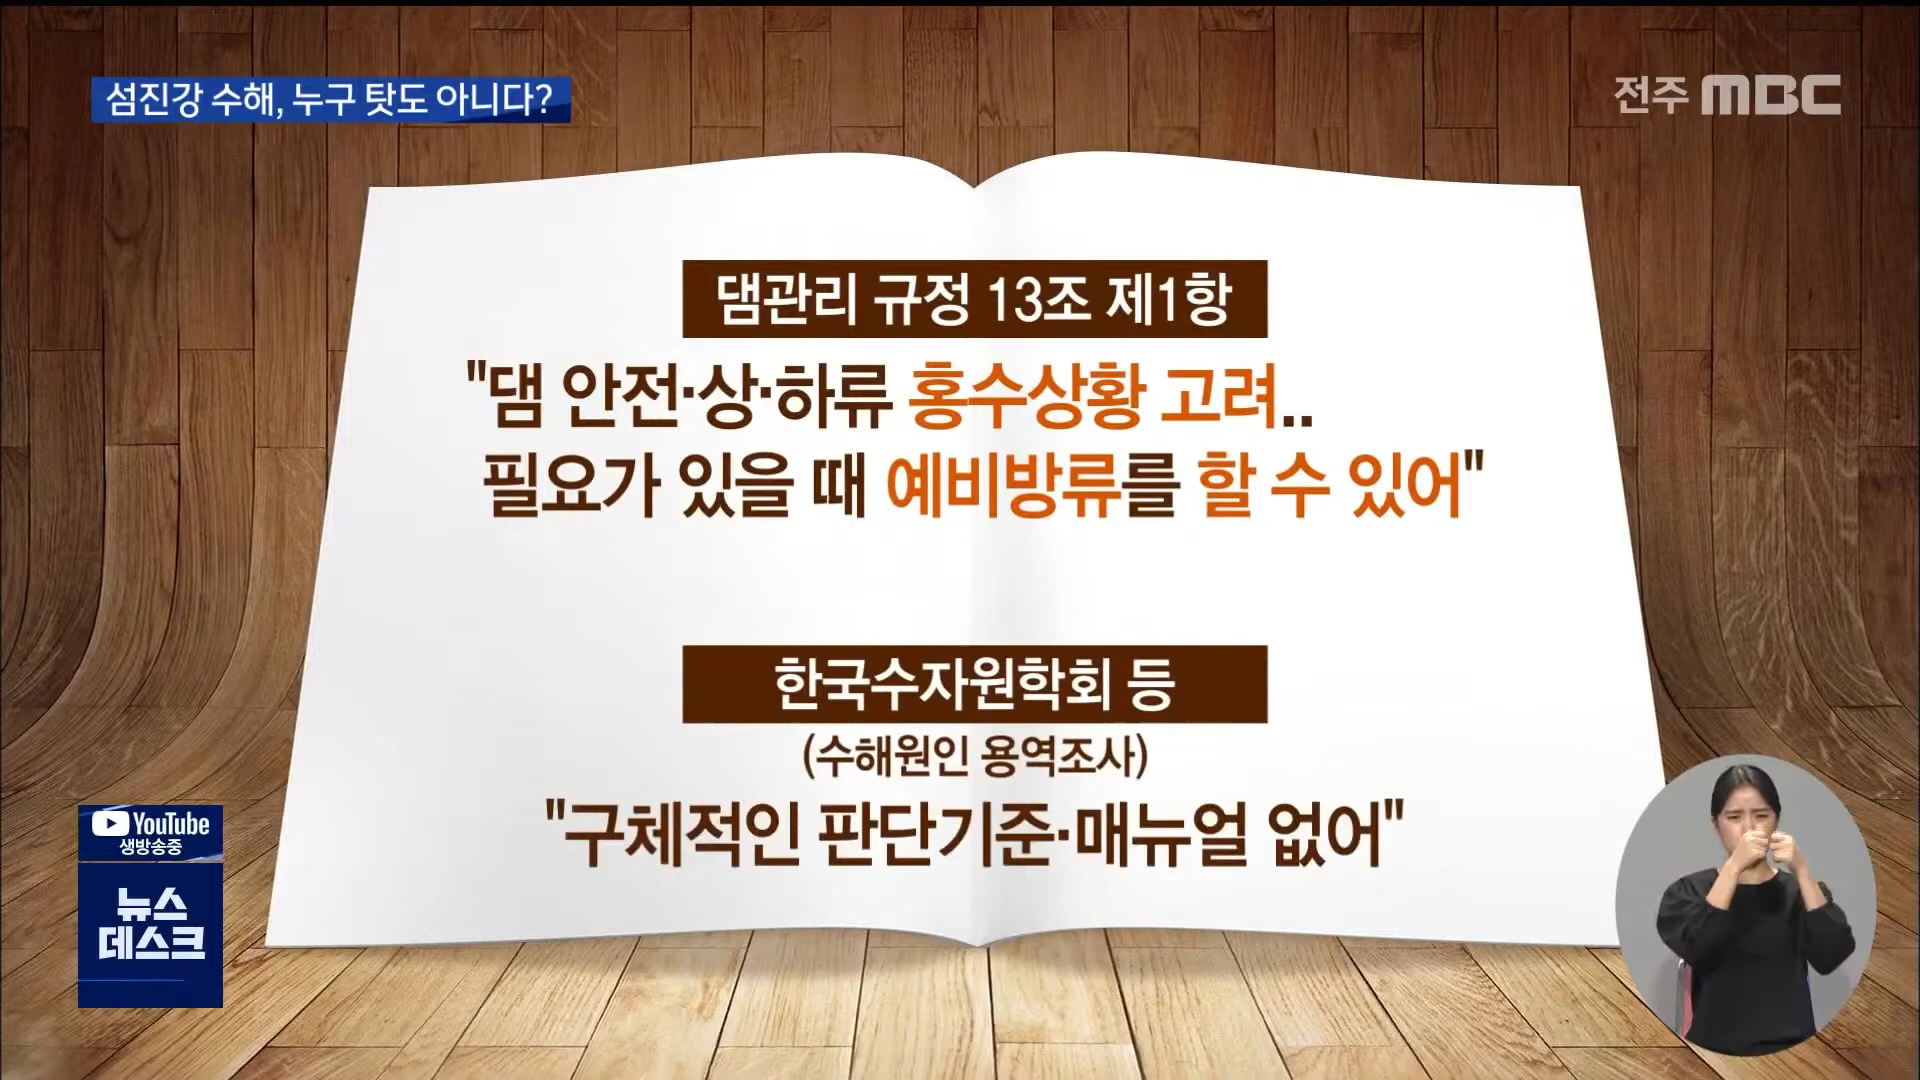 섬진강 수해, 누구 탓도 아니다?
전주 MBC
댐관리 규정 13조 제1항
"댐 안전·상·하류 홍수상황 고려..
필요가 있을 때 예비방류를 할 수 있어"
한국수자원학회 등
(수해원인 용역조사)
"구체적인 판단기준·매뉴얼 없어"
YouTube
생방송중
뉴스
데스크